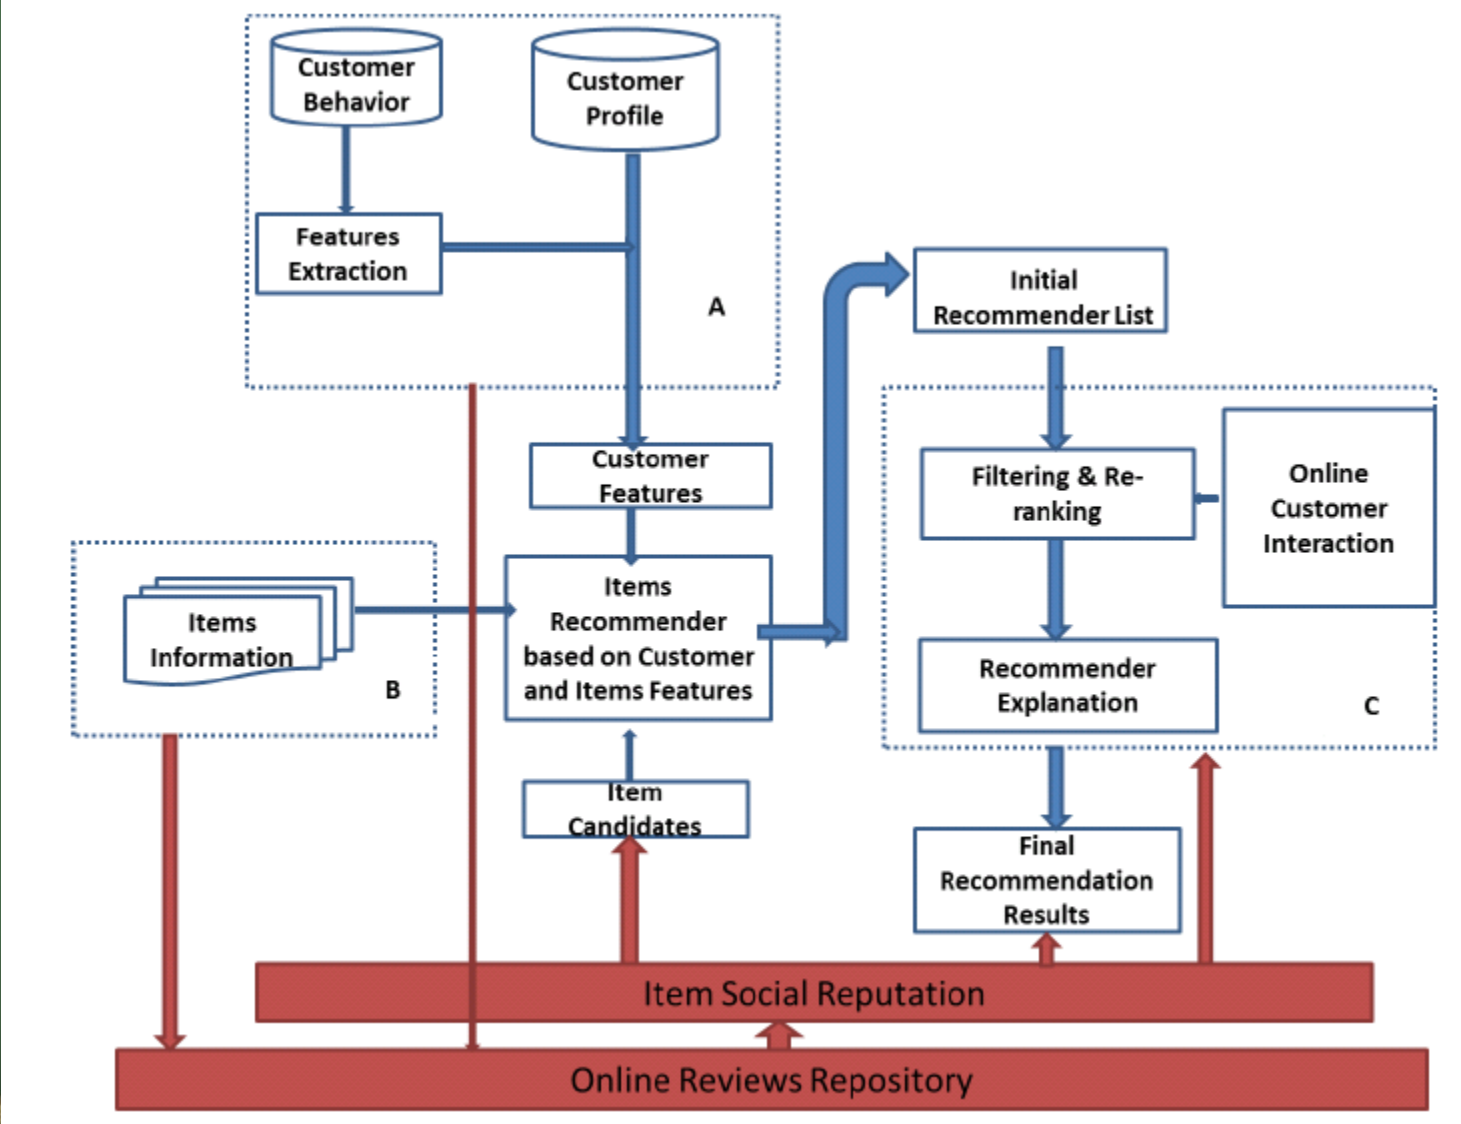 Customer
Behavior
Customer
Profile
Features
Extraction
A
Initial
Recommender List
Customer
Features
Filtering & Re-
ranking
Online
Customer
Interaction
Items
Information
B
Items
Recommender
based on Customer
and Items Features
Recommender
Explanation
C
Item
Candidates
Final
Recommendation
Results
Item Social Reputation
Online Reviews Repository